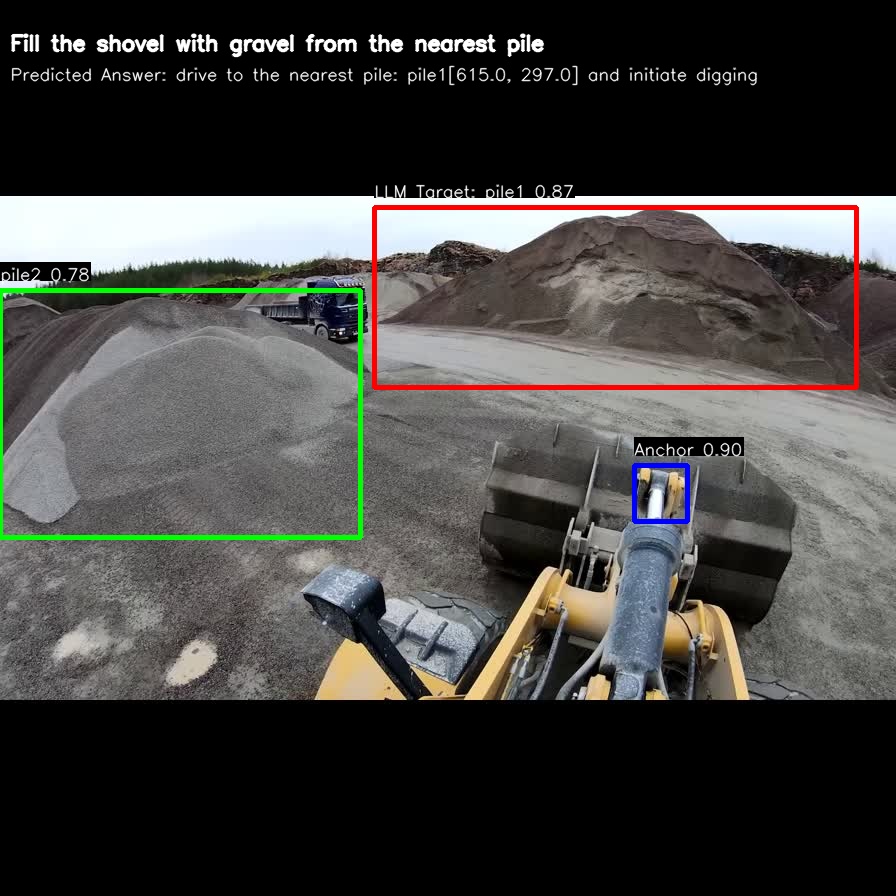 Fill the shovel with gravel from the nearest pile
Predicted Answer: drive to the nearest pile: pile1[615.0, 297.0] and initiate digging
LLM Target: pile1 0.87
pile2 0.78
Anchor 0.90